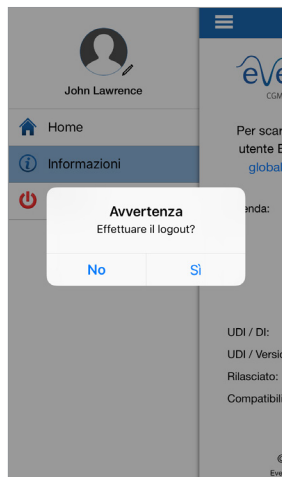 John Lawrence
Home
Informazioni
Avvertenza
Effettuare il logout?
No
Sì
eve
CGM
Per scar
utente E
global
enda:
UDI / DI:
UDI / Versio
Rilasciato:
Compatibili
©
Eve